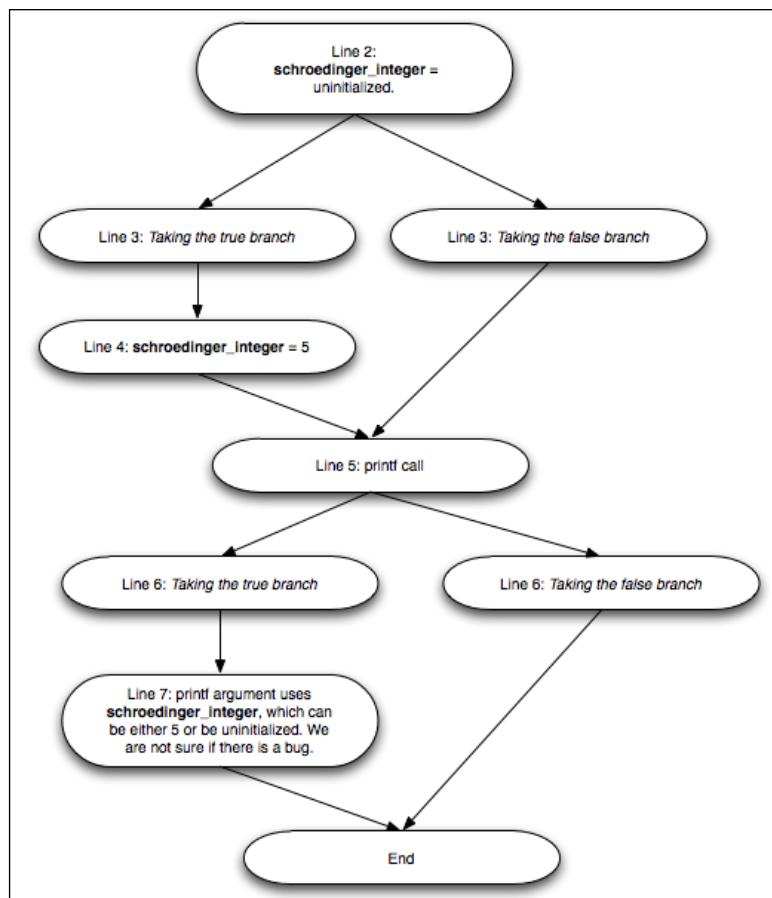 Line 2:
schroedinger_integer =
uninitialized.
Line 3: Taking the true branch
Line 3: Taking the false branch
Line 4: schroedinger_integer = 5
Line 5: printf call
Line 6: Taking the true branch
Line 6: Taking the false branch
Line 7: printf argument uses
schroedinger_integer, which can
be either 5 or be uninitialized. We
are not sure if there is a bug.
End